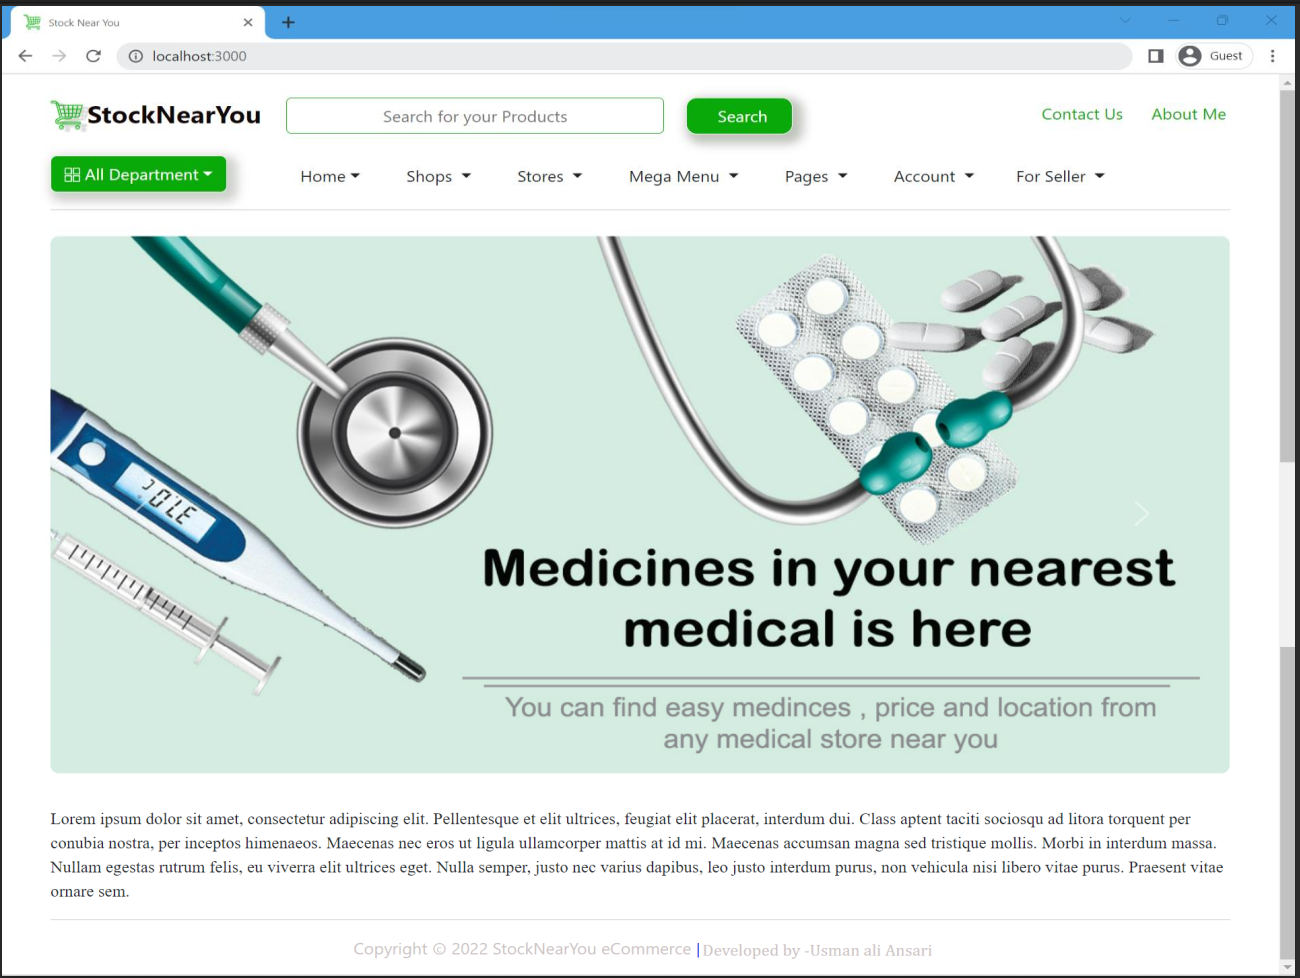 Stock Near You
localhost:3000
Guest
StockNearYou
Search for your Products
Search
Contact Us
About Me
All Department
Home
Shops
Stores
Mega Menu
Pages
Account
For Seller
Medicines in your nearest
medical is here
You can find easy medinces , price and location from
any medical store near you
Lorem ipsum dolor sit amet, consectetur adipiscing elit. Pellentesque et elit ultrices, feugiat elit placerat, interdum dui. Class aptent taciti sociosqu ad litora torquent per
conubia nostra, per inceptos himenaeos. Maecenas nec eros ut ligula ullamcorper mattis at id mi. Maecenas accumsan magna sed tristique mollis. Morbi in interdum massa.
Nullam egestas rutrum felis, eu viverra elit ultrices eget. Nulla semper, justo nec varius dapibus, leo justo interdum purus, non vehicula nisi libero vitae purus. Praesent vitae
ornare sem.
Copyright © 2022 StockNearYou eCommerce | Developed by -Usman ali Ansari